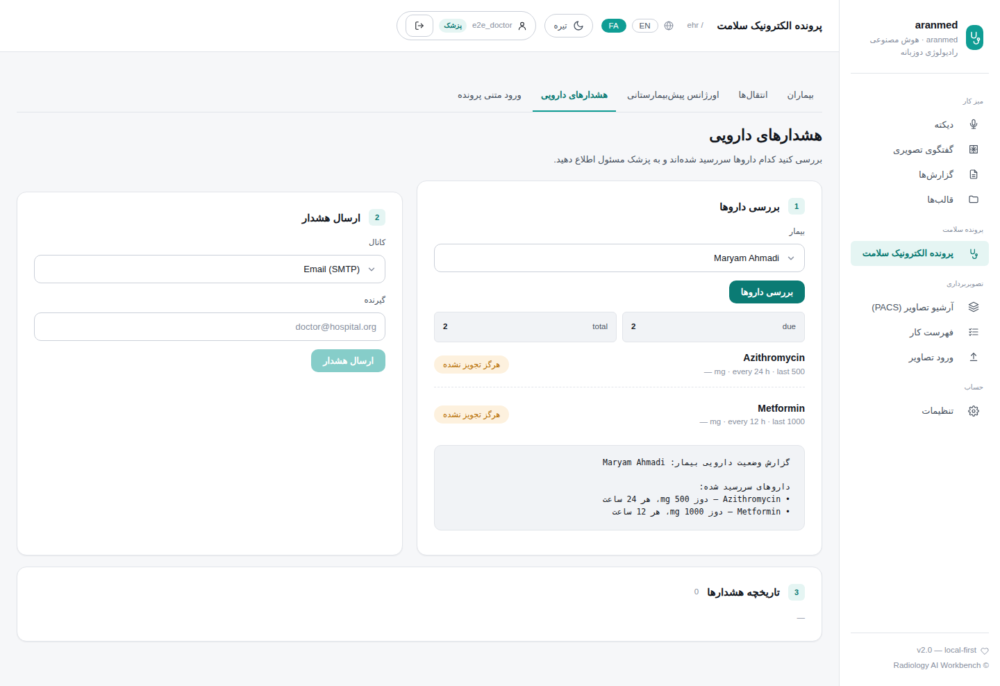 aranmed
aranmed · هوش مصنوعی
رادیولوژی دوزبانه
میز کار
دیکته
گفتگوی تصویری
گزارش‌ها
قالب‌ها
پرونده سلامت
پرونده الکترونیک سلامت
تصویربرداری
آرشیو تصاویر (PACS)
فهرست کار
ورود تصاویر
حساب
تنظیمات
v2.0 — local-first
© Radiology AI Workbench
پرونده الکترونیک سلامت
/ ehr
EN
FA
تیره
e2e_doctor
پزشک
بیماران
انتقال‌ها
اورژانس پیش‌بیمارستانی
هشدارهای دارویی
ورود متنی پرونده
هشدارهای دارویی
بررسی کنید کدام داروها سررسید شده‌اند و به پزشک مسئول اطلاع دهید.
1 بررسی داروها
بیمار
Maryam Ahmadi
بررسی داروها
due 2
total 2
Azithromycin
هرگز تجویز نشده
500 mg · every 24 h · last —
Metformin
هرگز تجویز نشده
1000 mg · every 12 h · last —
گزارش وضعیت دارویی بیمار: Maryam Ahmadi
داروهای سررسید شده:
• Azithromycin — دوز 500 mg، هر 24 ساعت
• Metformin — دوز 1000 mg، هر 12 ساعت
2 ارسال هشدار
کانال
Email (SMTP)
گیرنده
doctor@hospital.org
ارسال هشدار
3 تاریخچه هشدارها 0
—